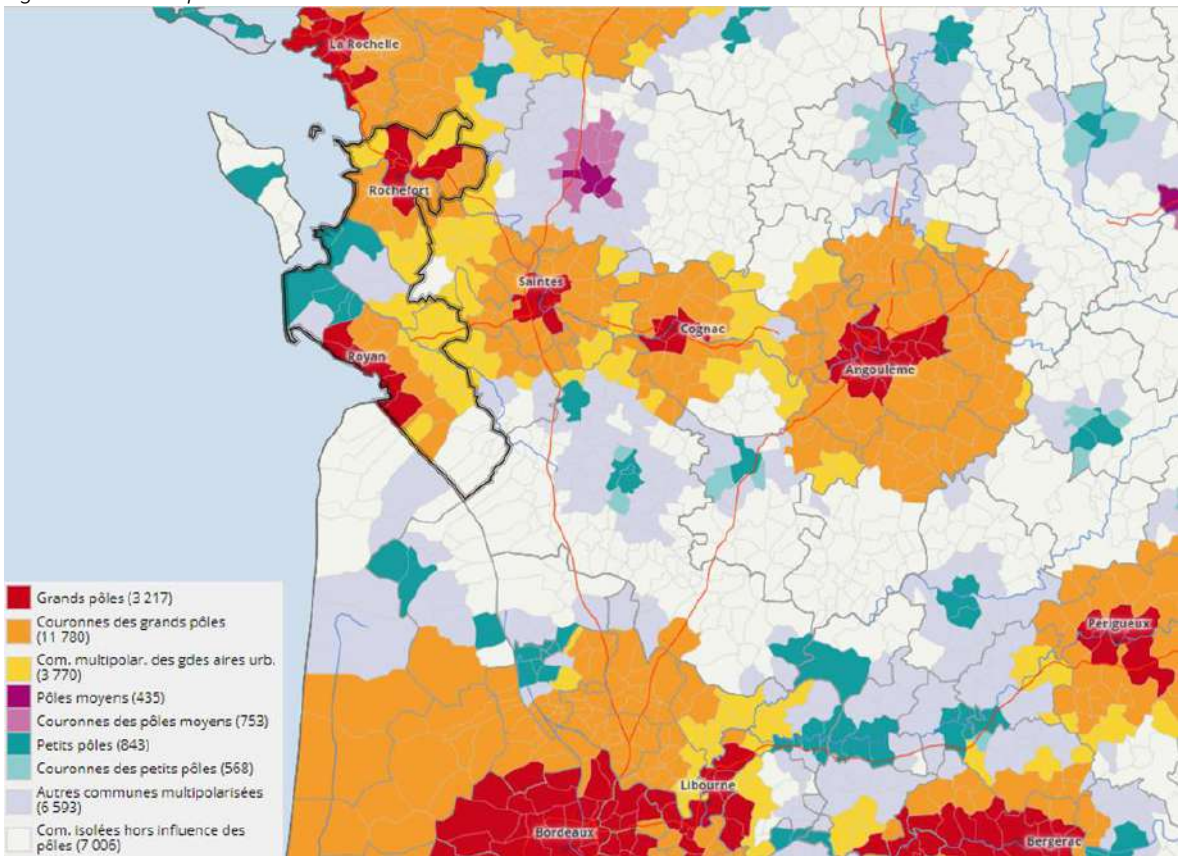 La Rochelle
Rochefort
Saintes
Cognac
Royan
Angoulême
Périgueux
Libourne
Bordeaux
Bergerac
Grands pôles (3 217)
Couronnes des grands pôles
(11 780)
Com. multipolar. des gdes aires urb.
(3 770)
Pôles moyens (435)
Couronnes des pôles moyens (753)
Petits pôles (843)
Couronnes des petits pôles (568)
Autres communes multipolarisées
(6 593)
Com. isolées hors influence des
pôles (7 006)